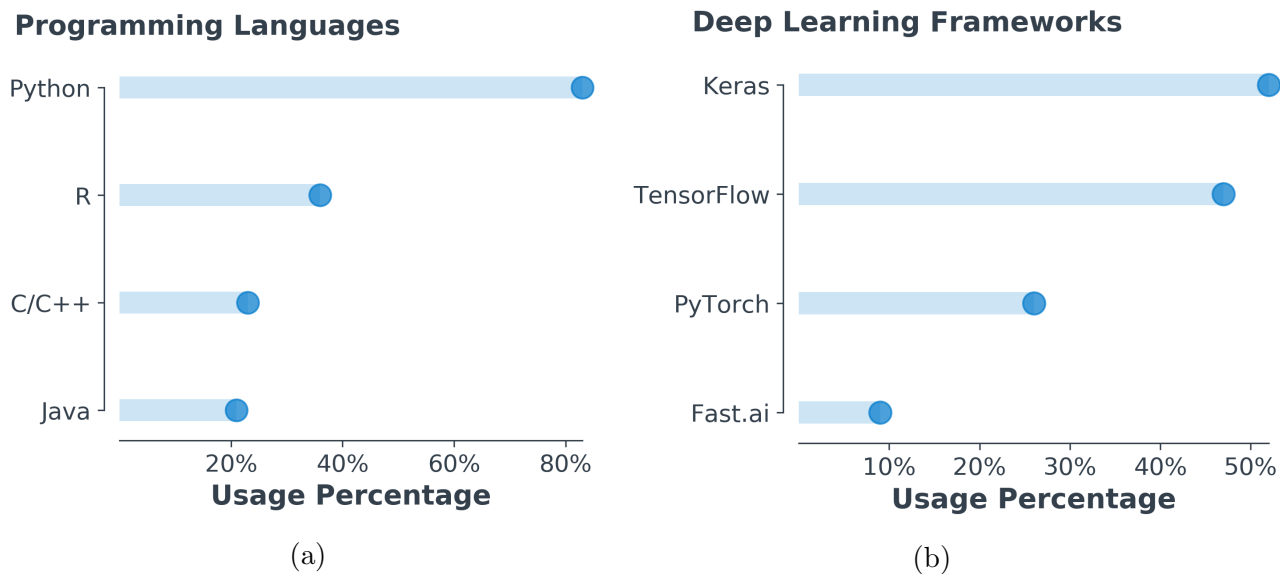 Programming Languages
Python
R
C/C++
Java
20% 40% 60% 80%
Usage Percentage
(a)
Deep Learning Frameworks
Keras
TensorFlow
PyTorch
Fast.ai
10% 20% 30% 40% 50%
Usage Percentage
(b)